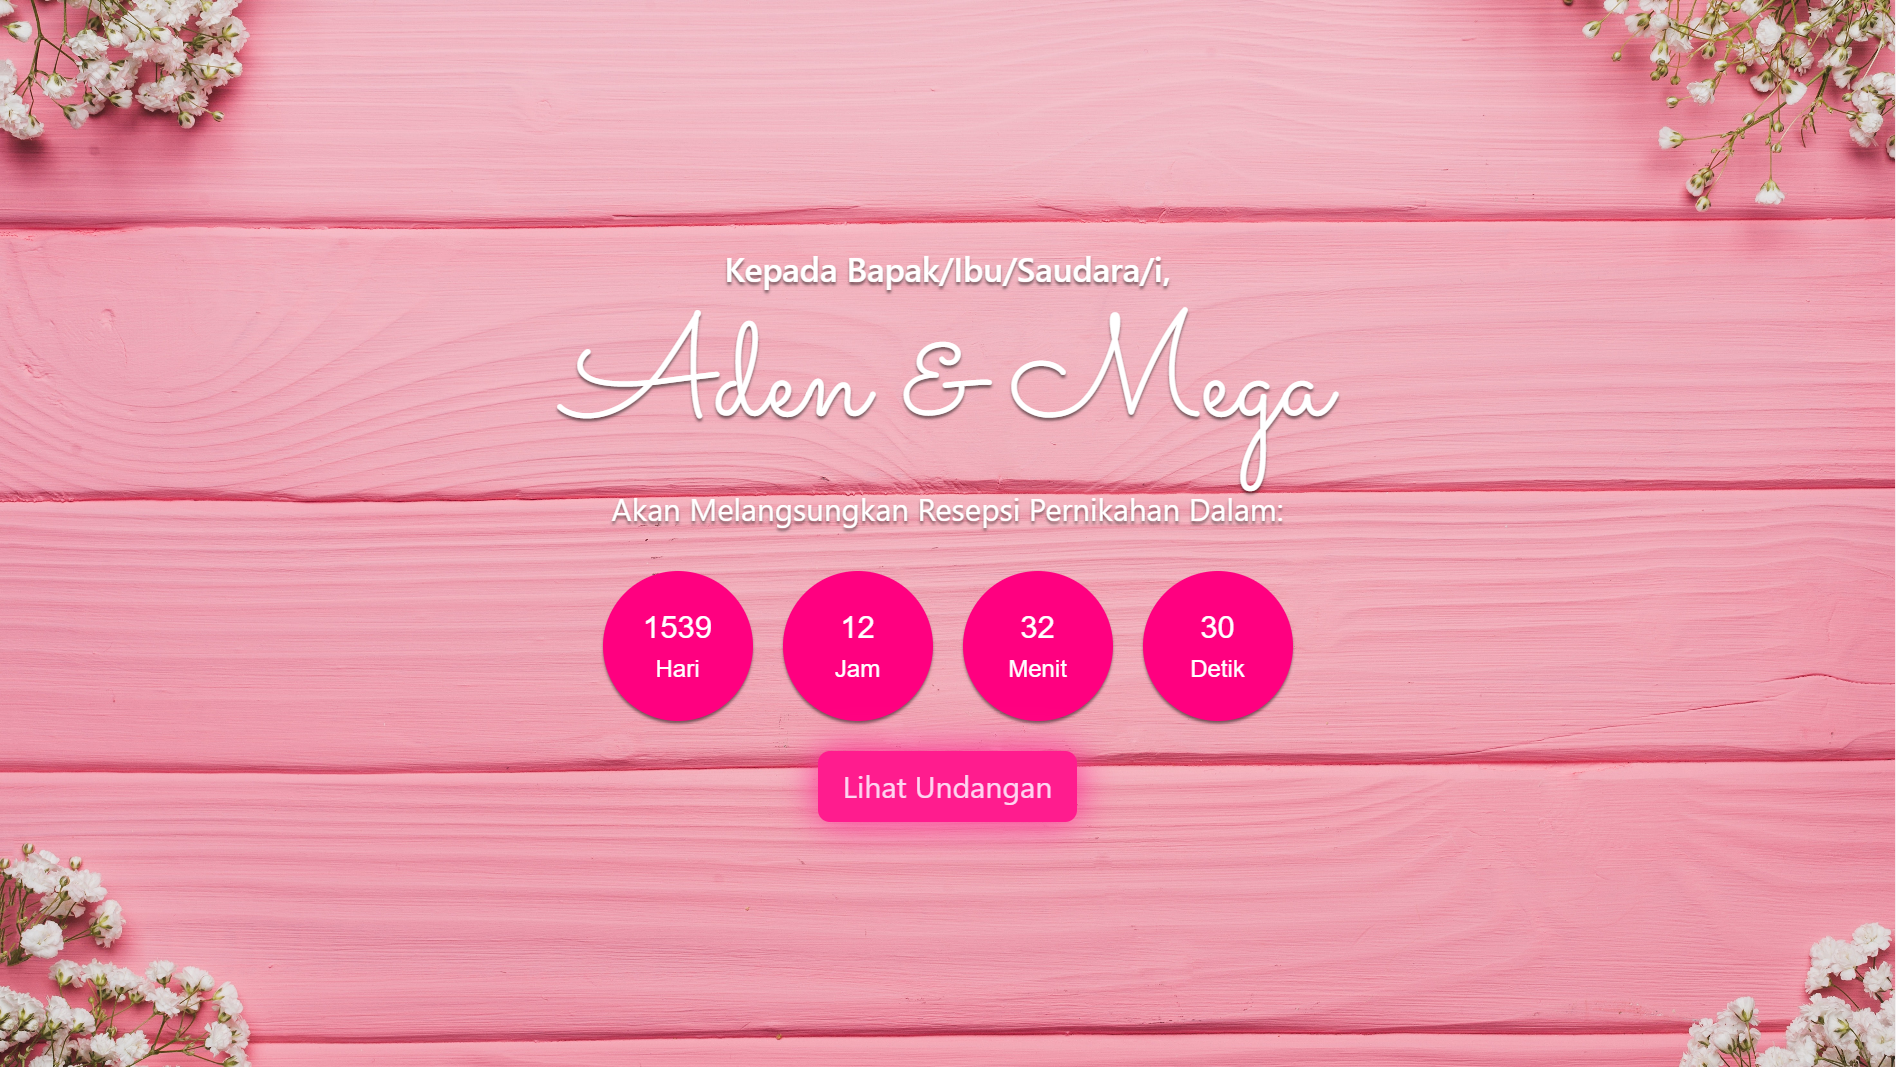 Kepada Bapak/Ibu/Saudara/i,
Aden & Mega
Akan Melangsungkan Resepsi Pernikahan Dalam:
1539 12 32 30
Hari Jam Menit Detik
Lihat Undangan